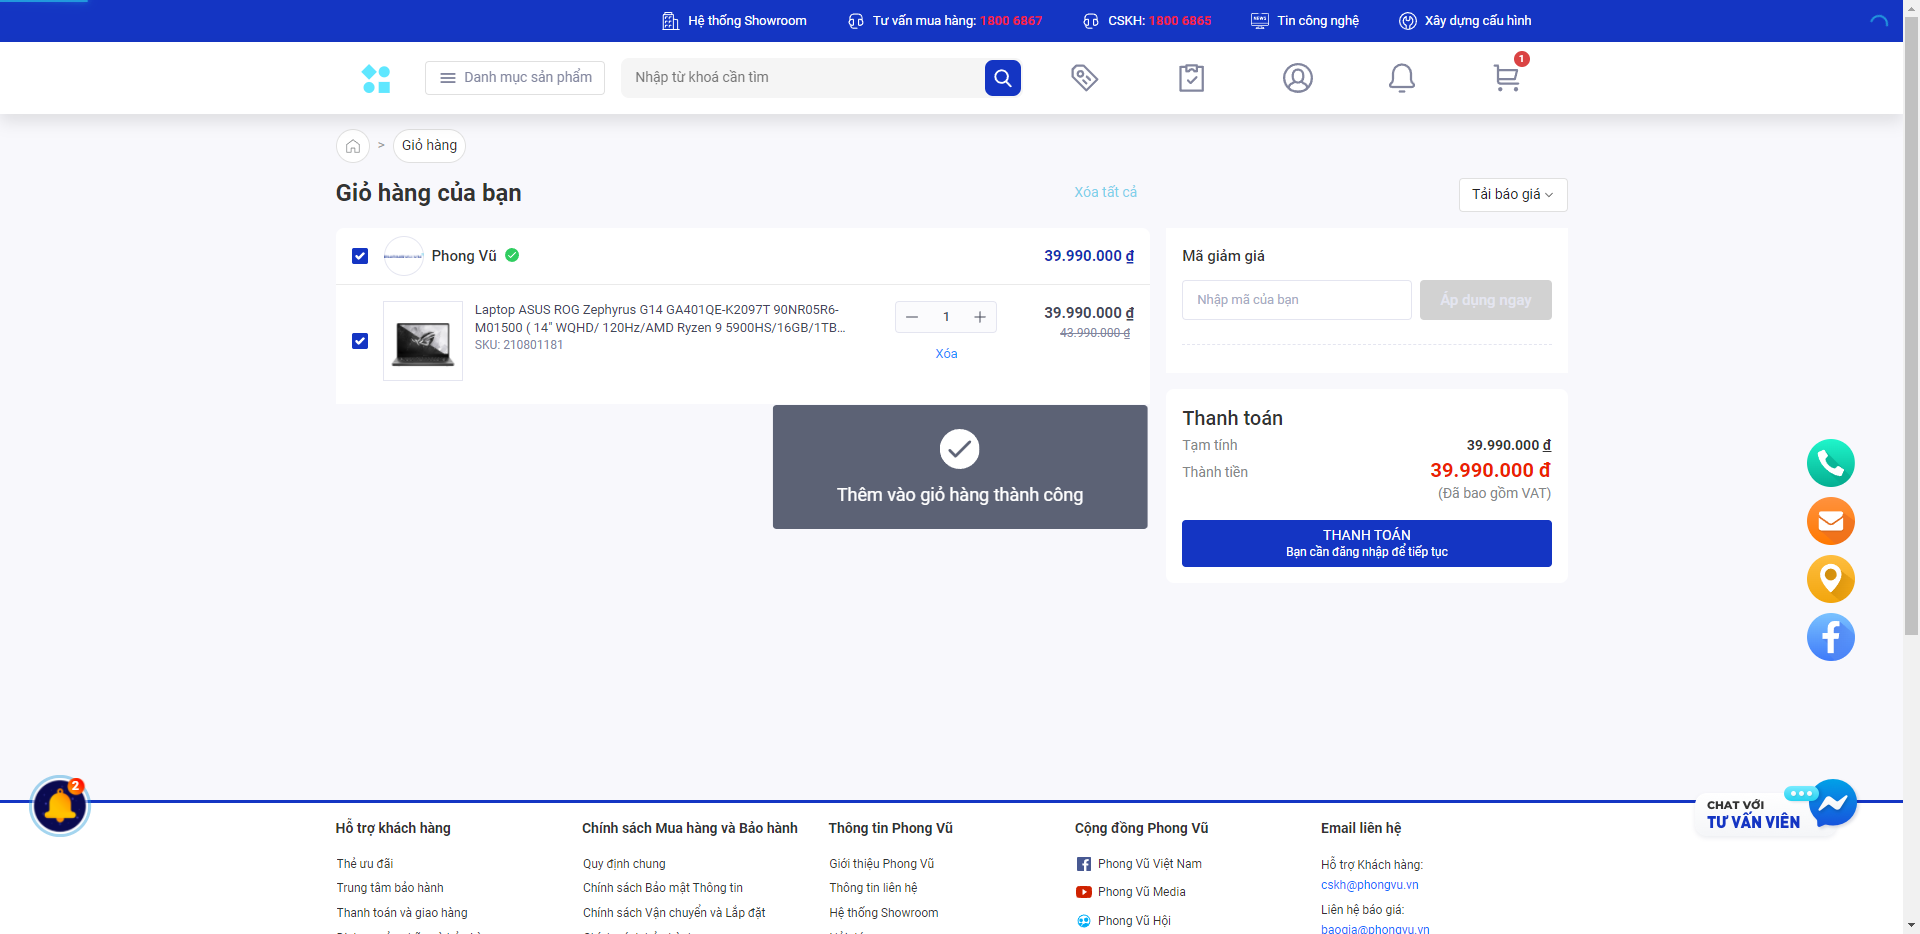 Hệ thống Showroom
Tư vấn mua hàng: 1800 6867
CSKH: 1800 6865
NEWS
Tin công nghệ
Xây dựng cấu hình
Danh mục sản phẩm
Nhập từ khoá cần tìm
1
> Giỏ hàng
Giỏ hàng của bạn
Xóa tất cả
Tải báo giá
Phong Vũ
39.990.000 ₫
Laptop ASUS ROG Zephyrus G14 GA401QE-K2097T 90NR05R6-
M01500 ( 14" WQHD/ 120Hz/AMD Ryzen 9 5900HS/16GB/1TB...
SKU: 210801181
1
Xóa
39.990.000 ₫
43.990.000 ₫
Mã giảm giá
Nhập mã của bạn
Áp dụng ngay
Thêm vào giỏ hàng thành công
Thanh toán
Tạm tính
39.990.000 ₫
Thành tiền
39.990.000 ₫
(Đã bao gồm VAT)
THANH TOÁN
Bạn cần đăng nhập để tiếp tục
2
CHAT VỚI
TƯ VẤN VIÊN
Hỗ trợ khách hàng
Thẻ ưu đãi
Trung tâm bảo hành
Thanh toán và giao hàng
Chính sách Mua hàng và Bảo hành
Quy định chung
Chính sách Bảo mật Thông tin
Chính sách Vận chuyển và Lắp đặt
Thông tin Phong Vũ
Giới thiệu Phong Vũ
Thông tin liên hệ
Hệ thống Showroom
Cộng đồng Phong Vũ
Phong Vũ Việt Nam
Phong Vũ Media
Phong Vũ Hội
Email liên hệ
Hỗ trợ Khách hàng:
cskh@phongvu.vn
Liên hệ báo giá:
baogia@phongvu.vn